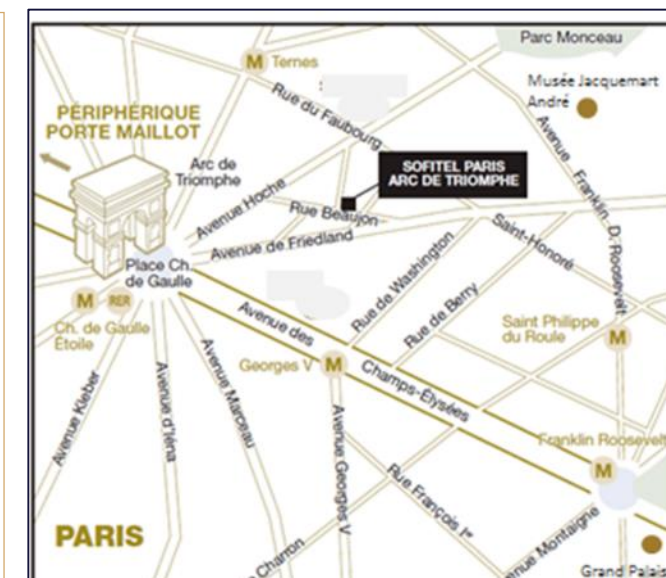 Parc Monceau
M Ternes
Musée Jacquemart
André
PÉRIPHÉRIQUE
PORTE MAILLOT
Rue du Faubourg
Saint-Honoré
Avenue Franklin D. Roosevelt
Arc de
Triomphe
SOFITEL PARIS
ARC DE TRIOMPHE
Avenue Hoche
Rue Beaujon
Avenue de Friedland
Place Ch.
de Gaulle
M RER
Ch. de Gaulle
Étoile
Rue de Washington
Rue de Berry
Avenue des
Champs-Élysées
Saint Philippe
du Roule
M
Georges V M
Avenue Kleber
Avenue d'Iéna
Avenue Marceau
Avenue Georges V
Rue François Iᵉʳ
Franklin Roosevelt
M
PARIS
Charron
nue Montaigne
Grand Palais